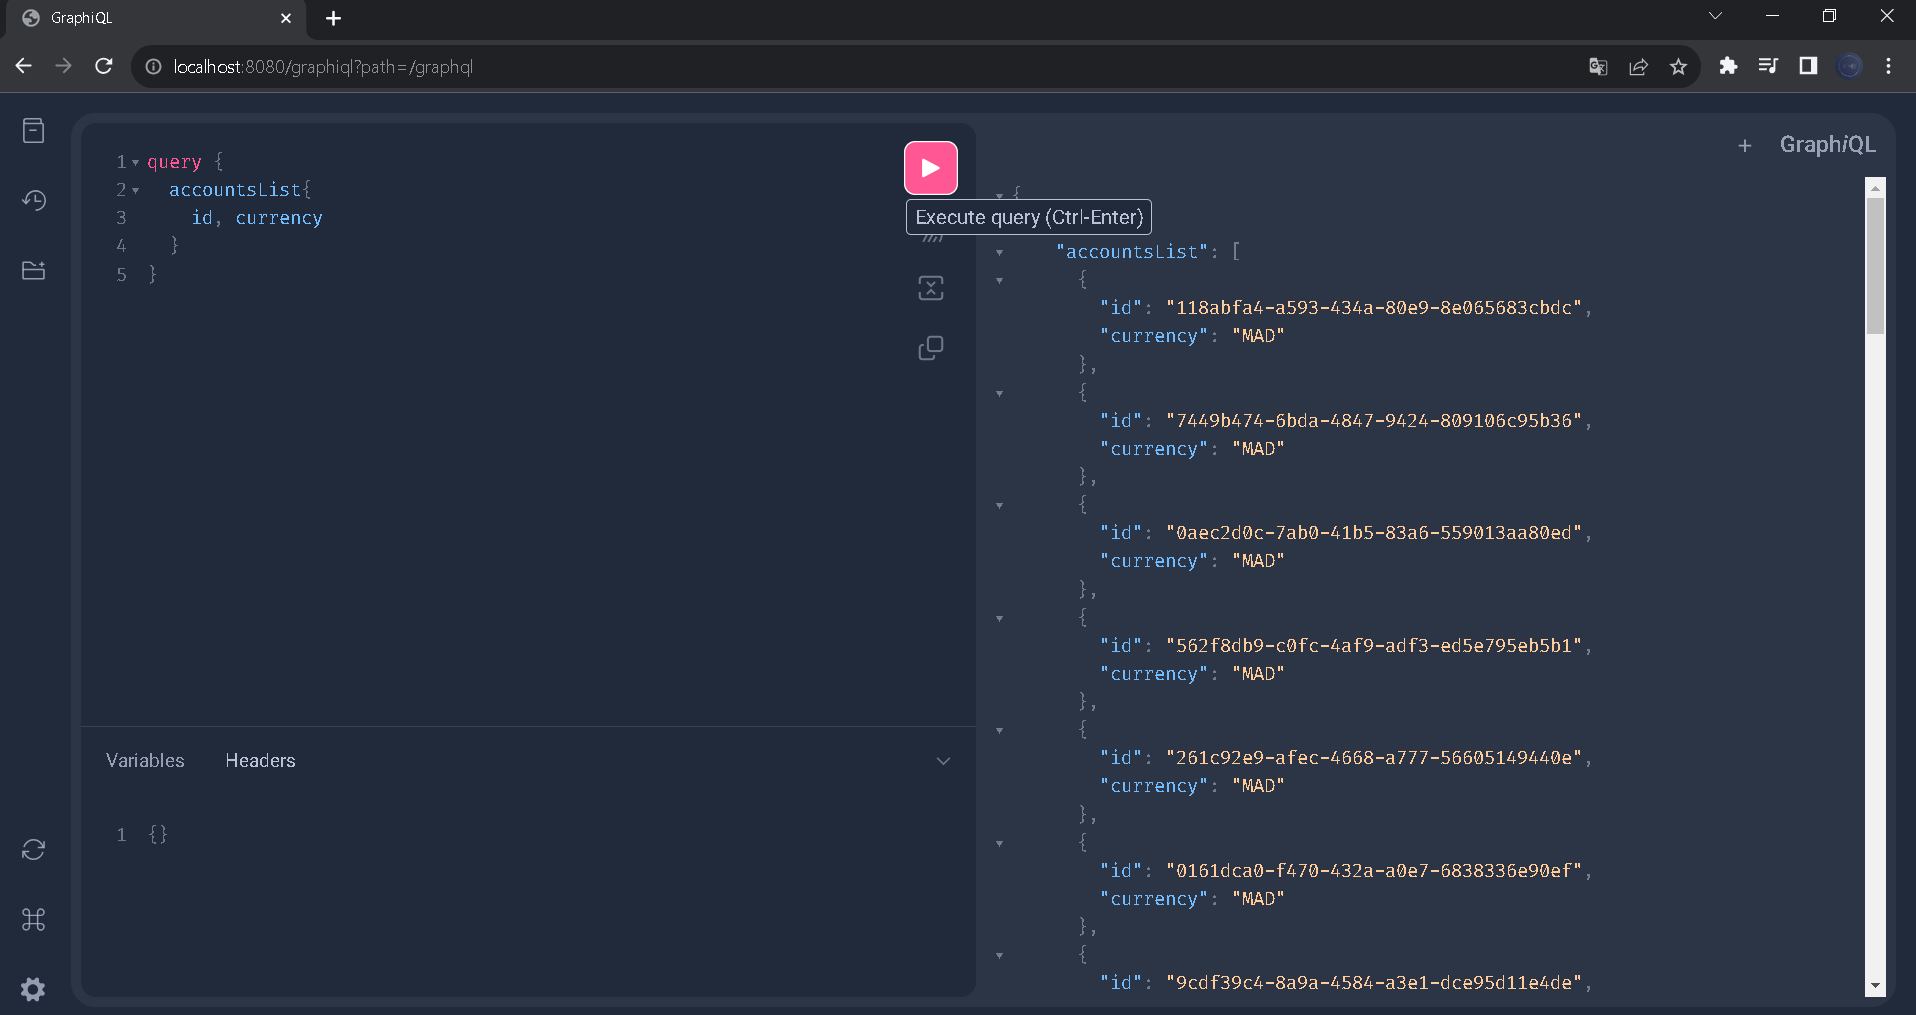 GraphiQL
localhost:8080/graphiql?path=/graphql
GraphiQL
1 query {
2 accountsList{
3 id, currency
4 }
5 }
Execute query (Ctrl-Enter)
{
"accountsList": [
{
"id": "118abfa4-a593-434a-80e9-8e065683cbdc",
"currency": "MAD"
},
{
"id": "7449b474-6bda-4847-9424-809106c95b36",
"currency": "MAD"
},
{
"id": "0aec2d0c-7ab0-41b5-83a6-559013aa80ed",
"currency": "MAD"
},
{
"id": "562f8db9-c0fc-4af9-adf3-ed5e795eb5b1",
"currency": "MAD"
},
{
"id": "261c92e9-afec-4668-a777-56605149440e",
"currency": "MAD"
},
{
"id": "0161dca0-f470-432a-a0e7-6838336e90ef",
"currency": "MAD"
},
{
"id": "9cdf39c4-8a9a-4584-a3e1-dce95d11e4de",
Variables Headers
1 {}